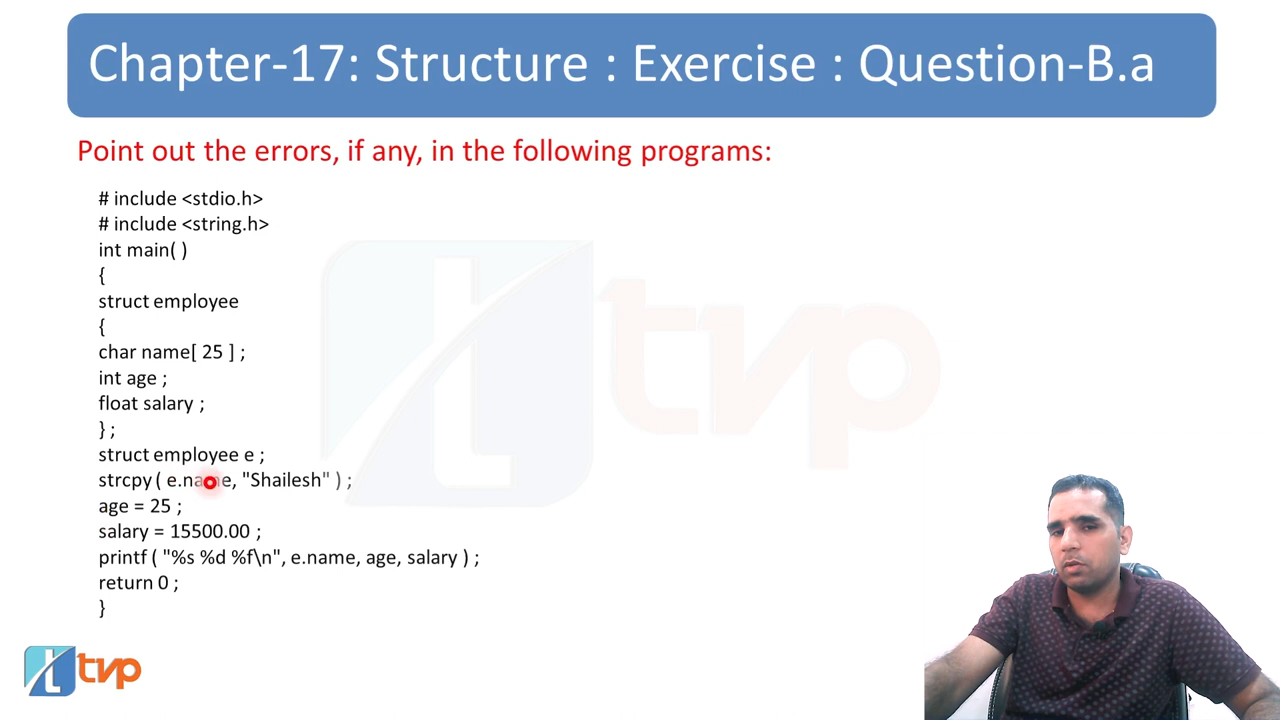 Chapter-17: Structure : Exercise : Question-B.a
Point out the errors, if any, in the following programs:
# include <stdio.h>
# include <string.h>
int main( )
{
struct employee
{
char name[ 25 ] ;
int age ;
float salary ;
} ;
struct employee e ;
strcpy ( e.name, "Shailesh" ) ;
age = 25 ;
salary = 15500.00 ;
printf ( "%s %d %f\n", e.name, age, salary ) ;
return 0 ;
}
tvp
tvp